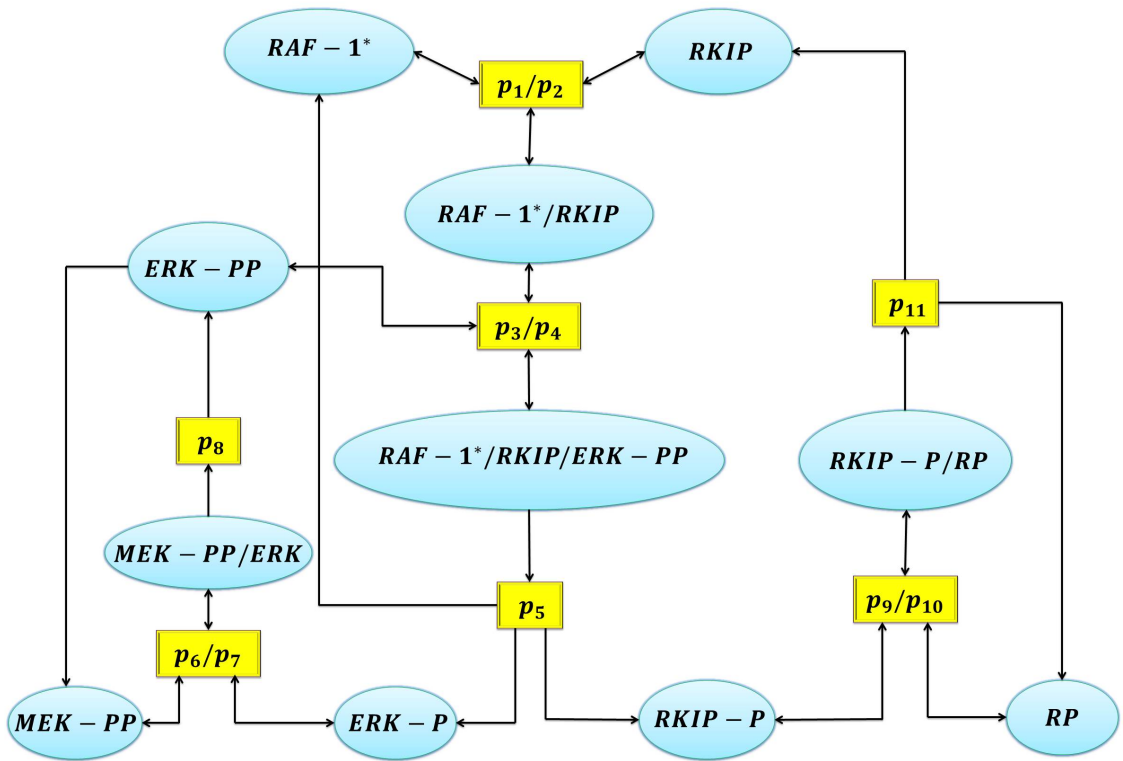 RAF − 1*
RKIP
p₁/p₂
RAF − 1*/RKIP
ERK − PP
p₃/p₄
p₁₁
p₈
RAF − 1*/RKIP/ERK − PP
RKIP − P/RP
MEK − PP/ERK
p₅
p₉/p₁₀
p₆/p₇
MEK − PP
ERK − P
RKIP − P
RP